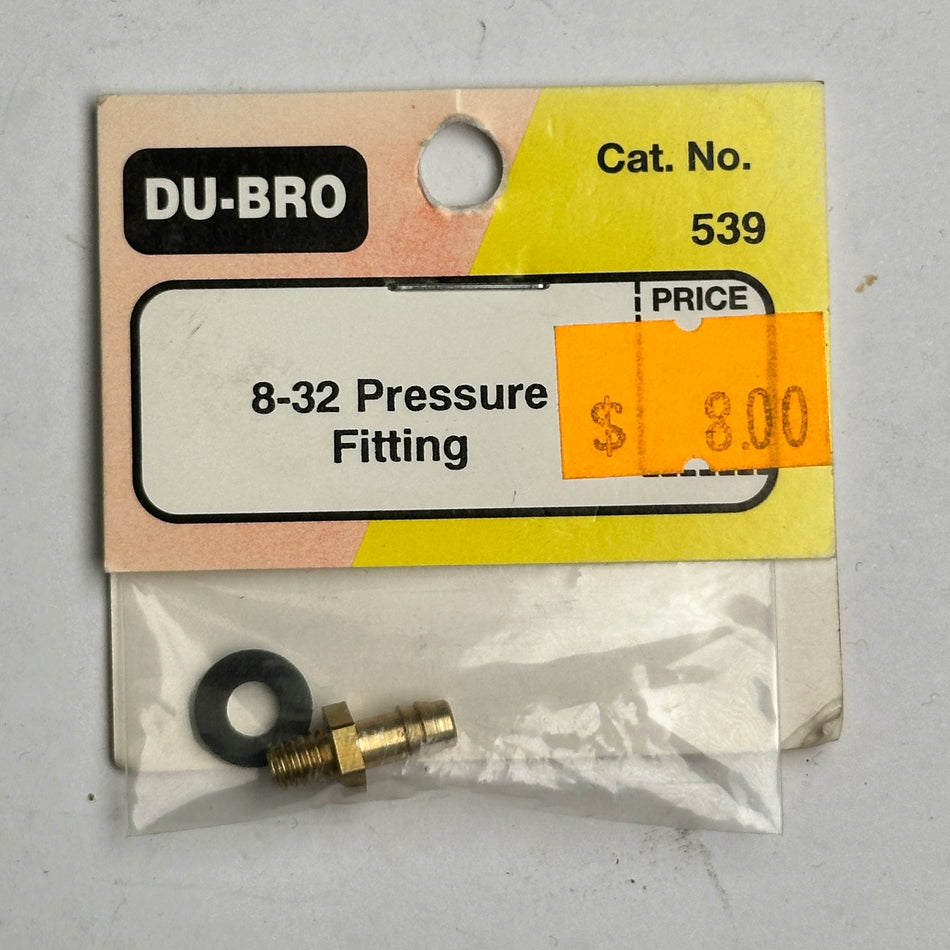 DU-BRO
Cat. No.
539
PRICE
8-32 Pressure
Fitting
$ 8.00